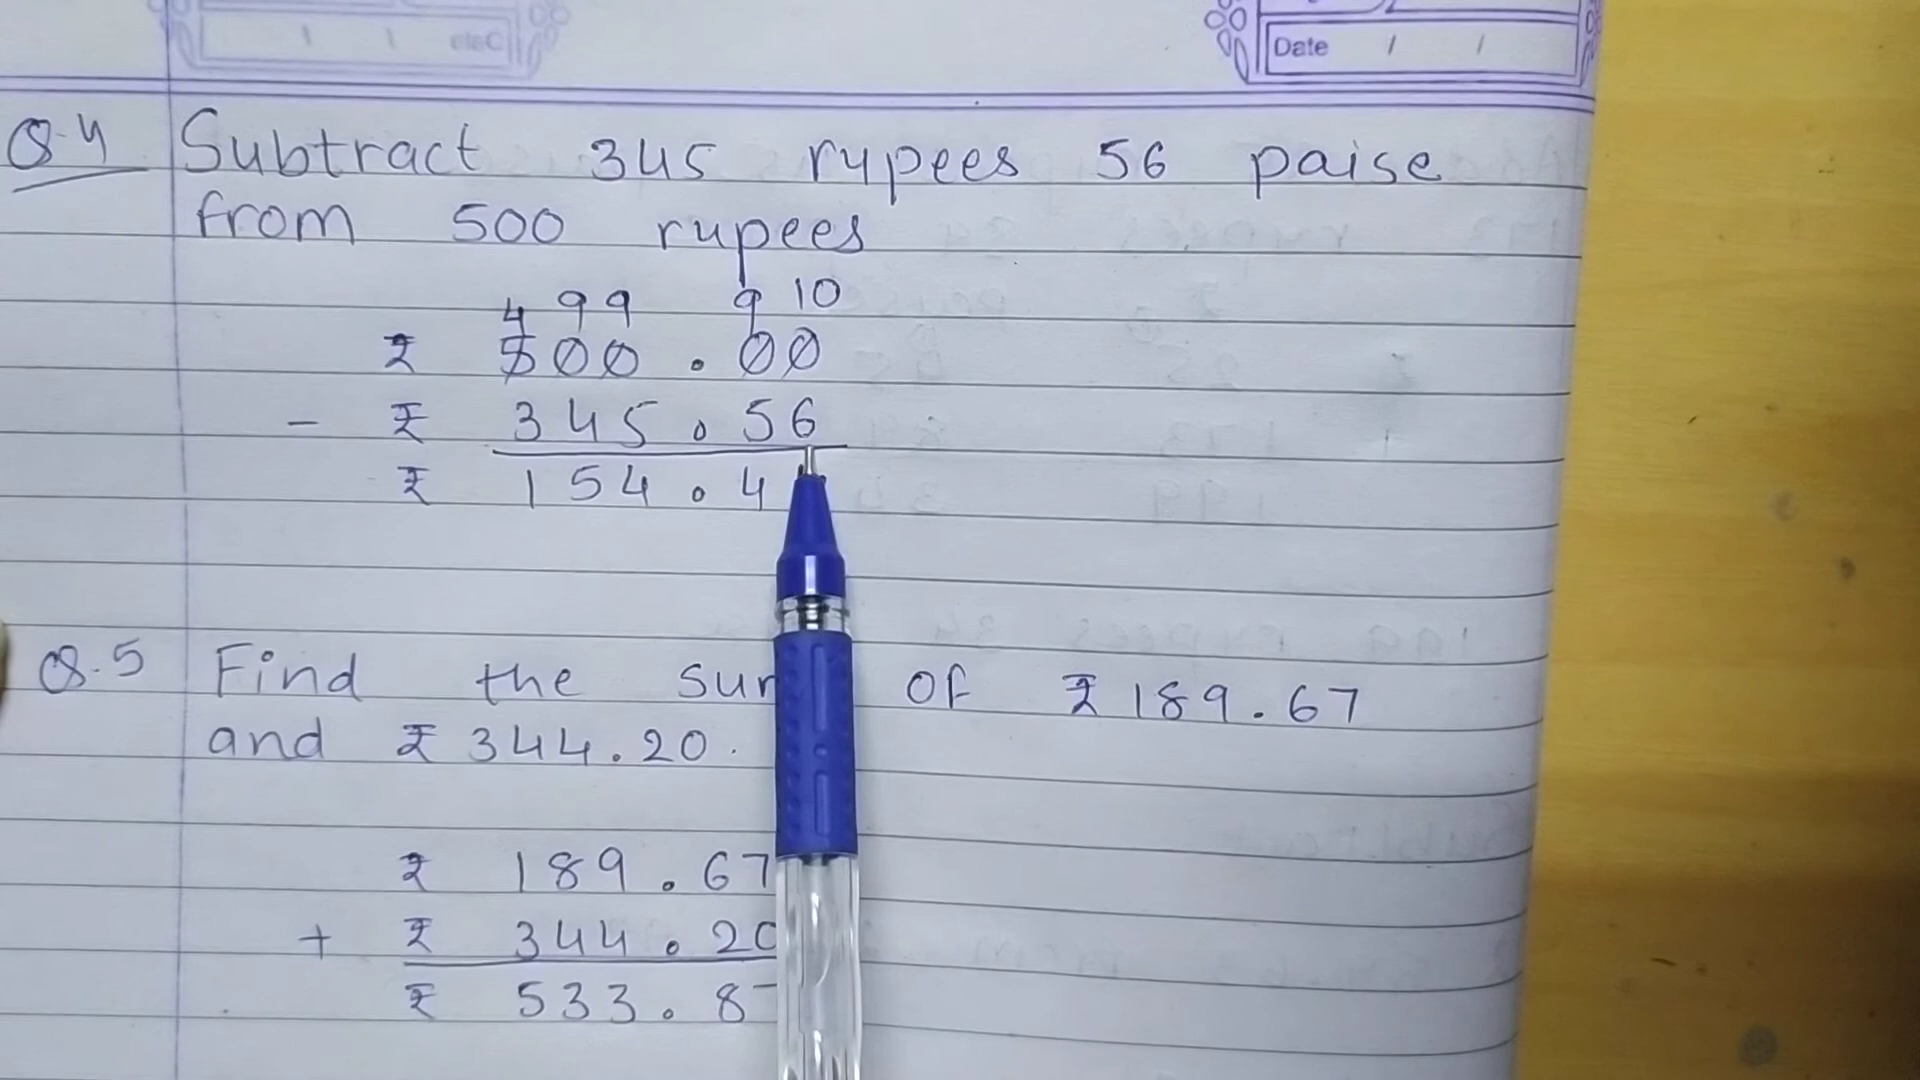 Date / /
Q.4 Subtract 345 rupees 56 paise
from 500 rupees
4 9 9 9 10
₹ 500.00
- ₹ 345.56
₹ 154.4
Q.5 Find the su of ₹ 189.67
and ₹ 344.20.
₹ 189.67
+ ₹ 344.20
₹ 533.8